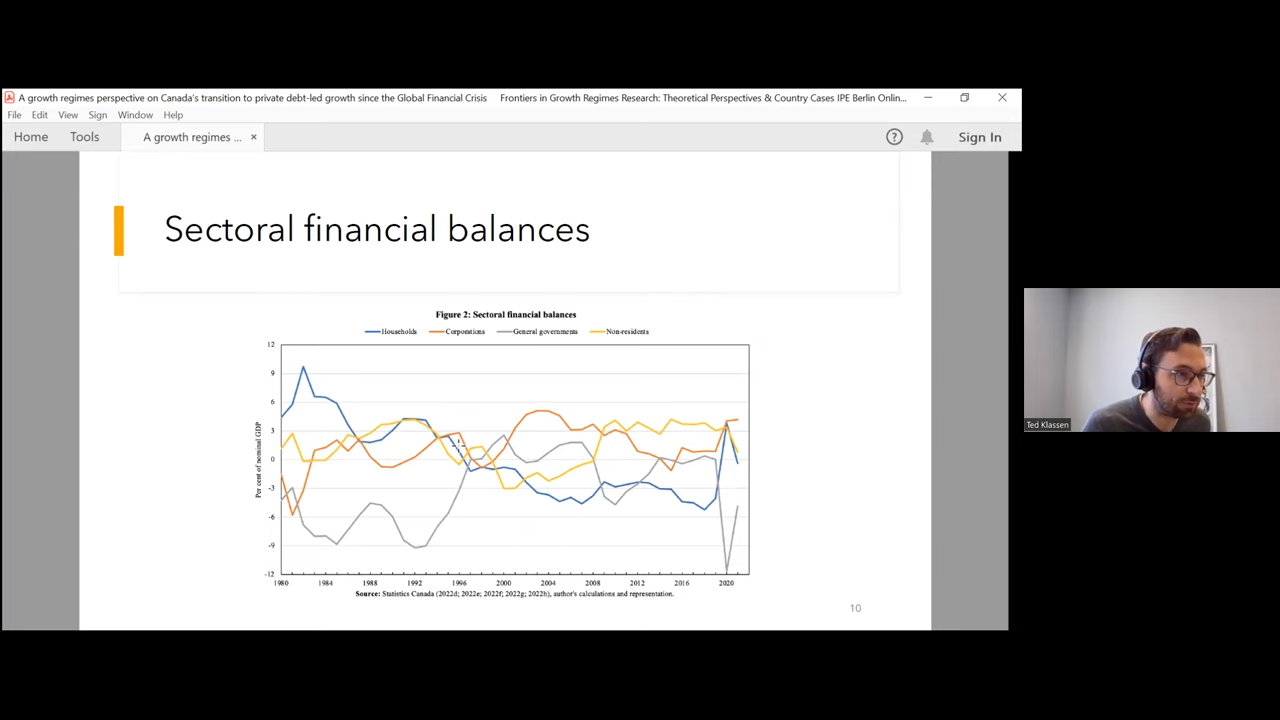 A growth regimes perspective on Canada's transition to private debt-led growth since the Global Financial Crisis Frontiers in Growth Regimes Research: Theoretical Perspectives & Country Cases IPE Berlin Onlin...
File Edit View Sign Window Help
Home Tools A growth regimes ... × ? Sign In
Sectoral financial balances
Figure 2: Sectoral financial balances
Households Corporations General governments Non-residents
Per cent of nominal GDP
12
9
6
3
0
-3
-6
-9
-12
1980 1984 1988 1992 1996 2000 2004 2008 2012 2016 2020
Source: Statistics Canada (2022d; 2022e; 2022f; 2022g; 2022h), author's calculations and representation.
10
Ted Klassen